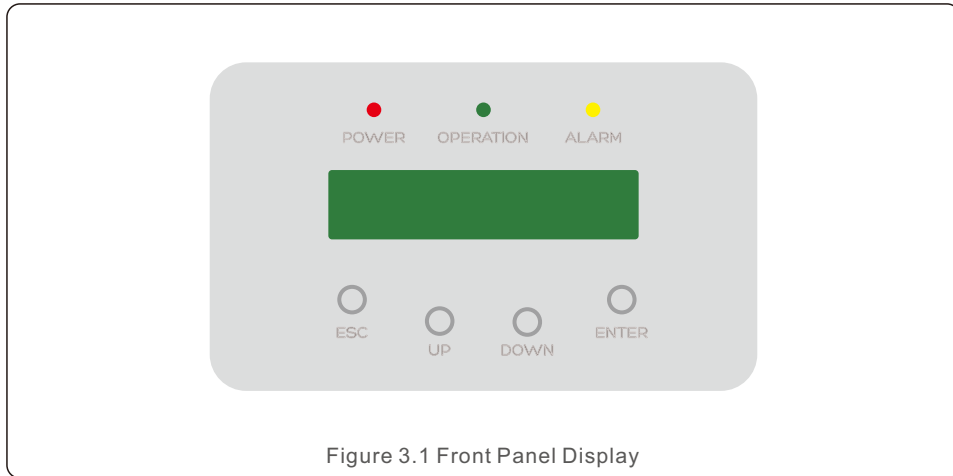 POWER OPERATION ALARM
ESC UP DOWN ENTER
Figure 3.1 Front Panel Display